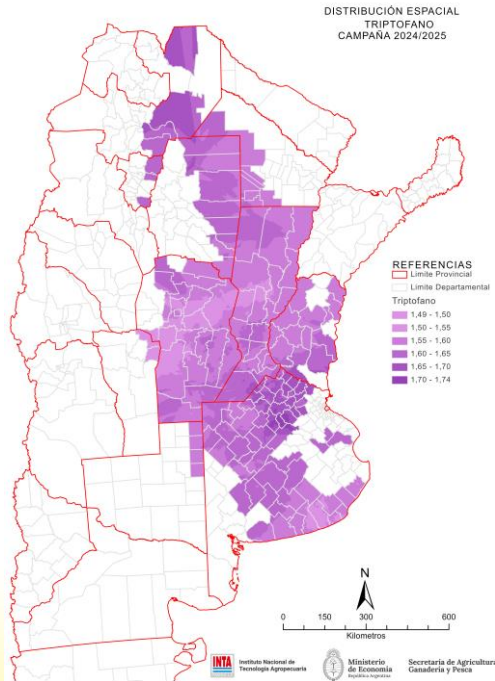 DISTRIBUCIÓN ESPACIAL
TRIPTOFANO
CAMPAÑA 2024/2025
REFERENCIAS
Limite Provincial
Limite Departamental
Triptofano
1,49 - 1,50
1,50 - 1,55
1,55 - 1,60
1,60 - 1,65
1,65 - 1,70
1,70 - 1,74
N
0 150 300 600
Kilometros
INTA
Instituto Nacional de
Tecnología Agropecuaria
Ministerio
de Economía
República Argentina
Secretaría de Agricultura,
Ganadería y Pesca